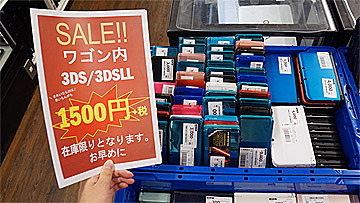 SALE!!
ワゴン内
3DS/3DSLL
1500円+税
在庫限りとなります。
お早めに